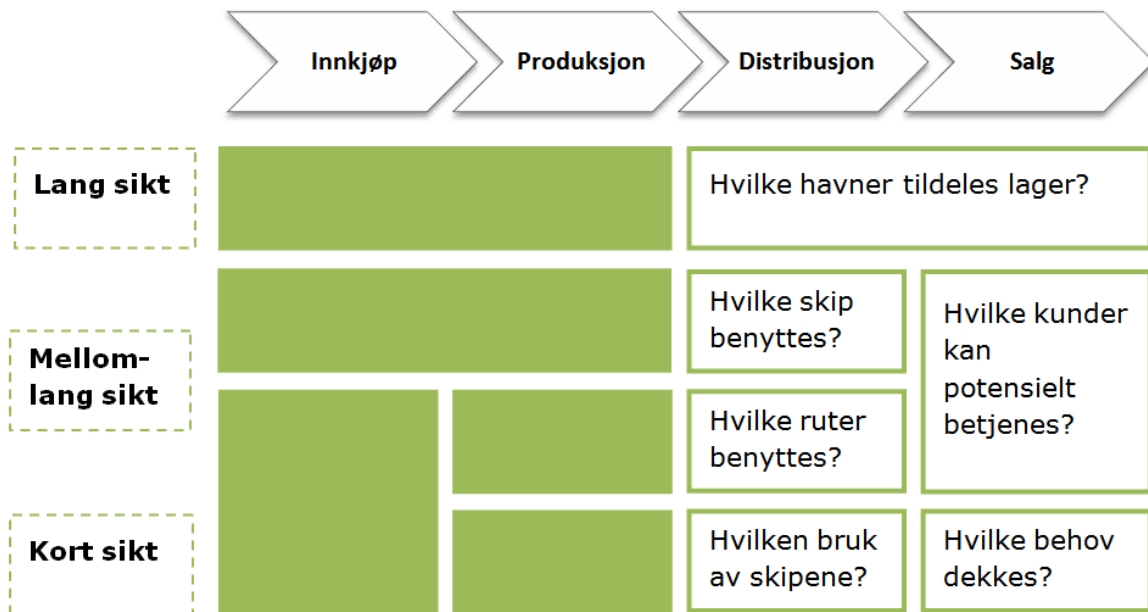 Innkjøp
Produksjon
Distribusjon
Salg
Lang sikt
Hvilke havner tildeles lager?
Mellom-
lang sikt
Hvilke skip
benyttes?
Hvilke kunder
kan
potensielt
betjenes?
Hvilke ruter
benyttes?
Kort sikt
Hvilken bruk
av skipene?
Hvilke behov
dekkes?